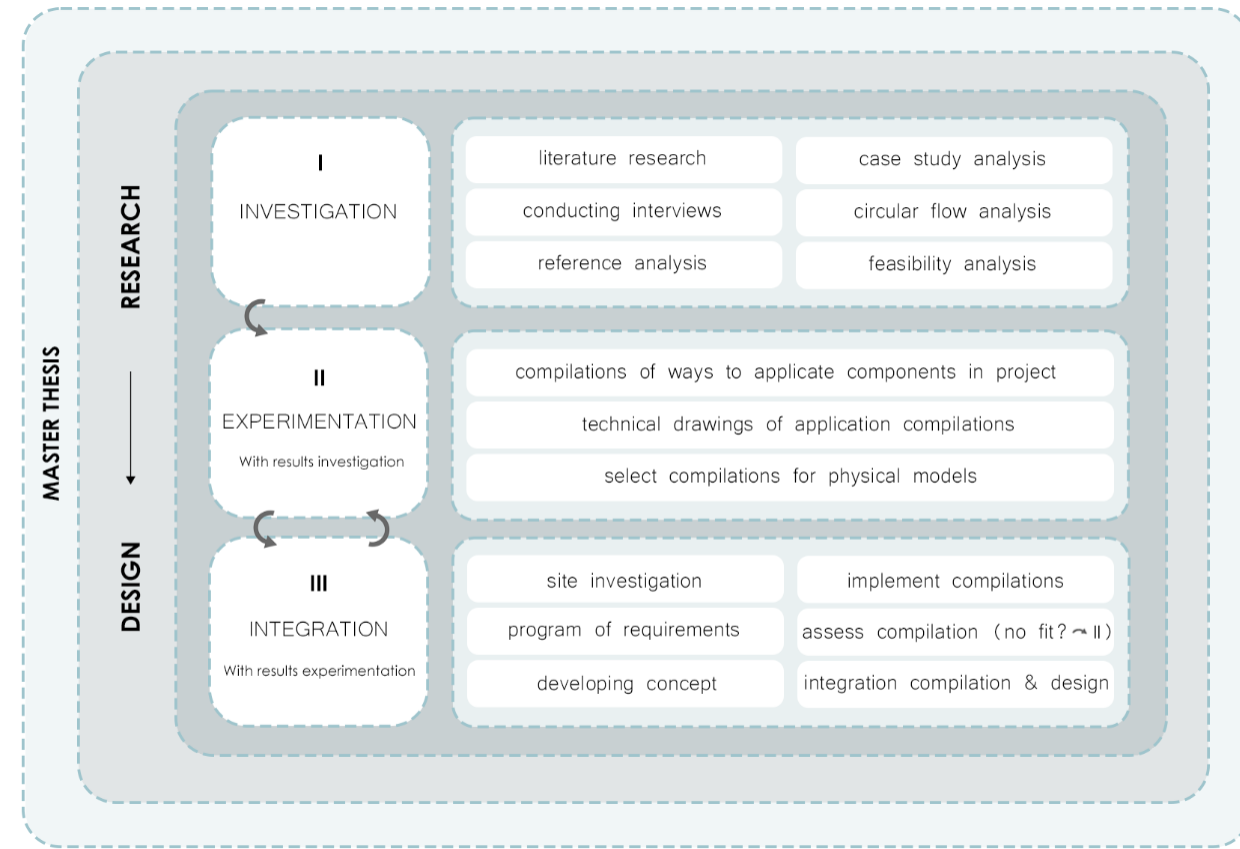 MASTER THESIS
RESEARCH
DESIGN
I
INVESTIGATION
literature research
case study analysis
conducting interviews
circular flow analysis
reference analysis
feasibility analysis
II
EXPERIMENTATION
With results investigation
compilations of ways to applicate components in project
technical drawings of application compilations
select compilations for physical models
III
INTEGRATION
With results experimentation
site investigation
implement compilations
program of requirements
assess compilation (no fit? ↷ II)
developing concept
integration compilation & design